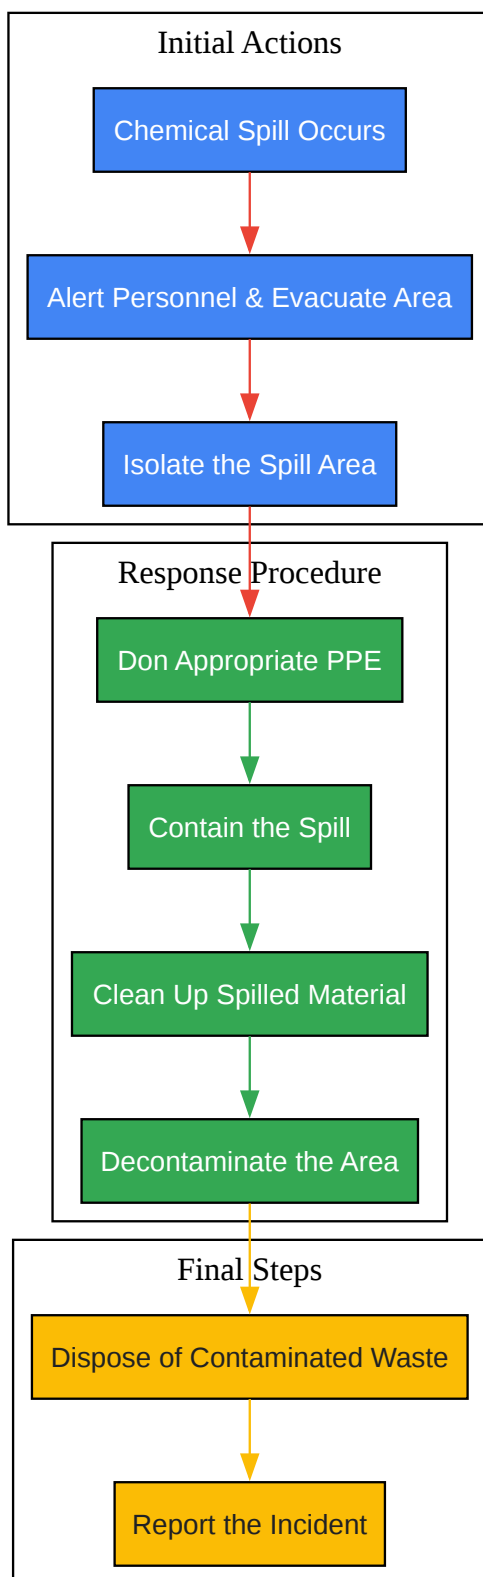 Initial Actions
Chemical Spill Occurs
Alert Personnel & Evacuate Area
Isolate the Spill Area
Response Procedure
Don Appropriate PPE
Contain the Spill
Clean Up Spilled Material
Decontaminate the Area
Final Steps
Dispose of Contaminated Waste
Report the Incident